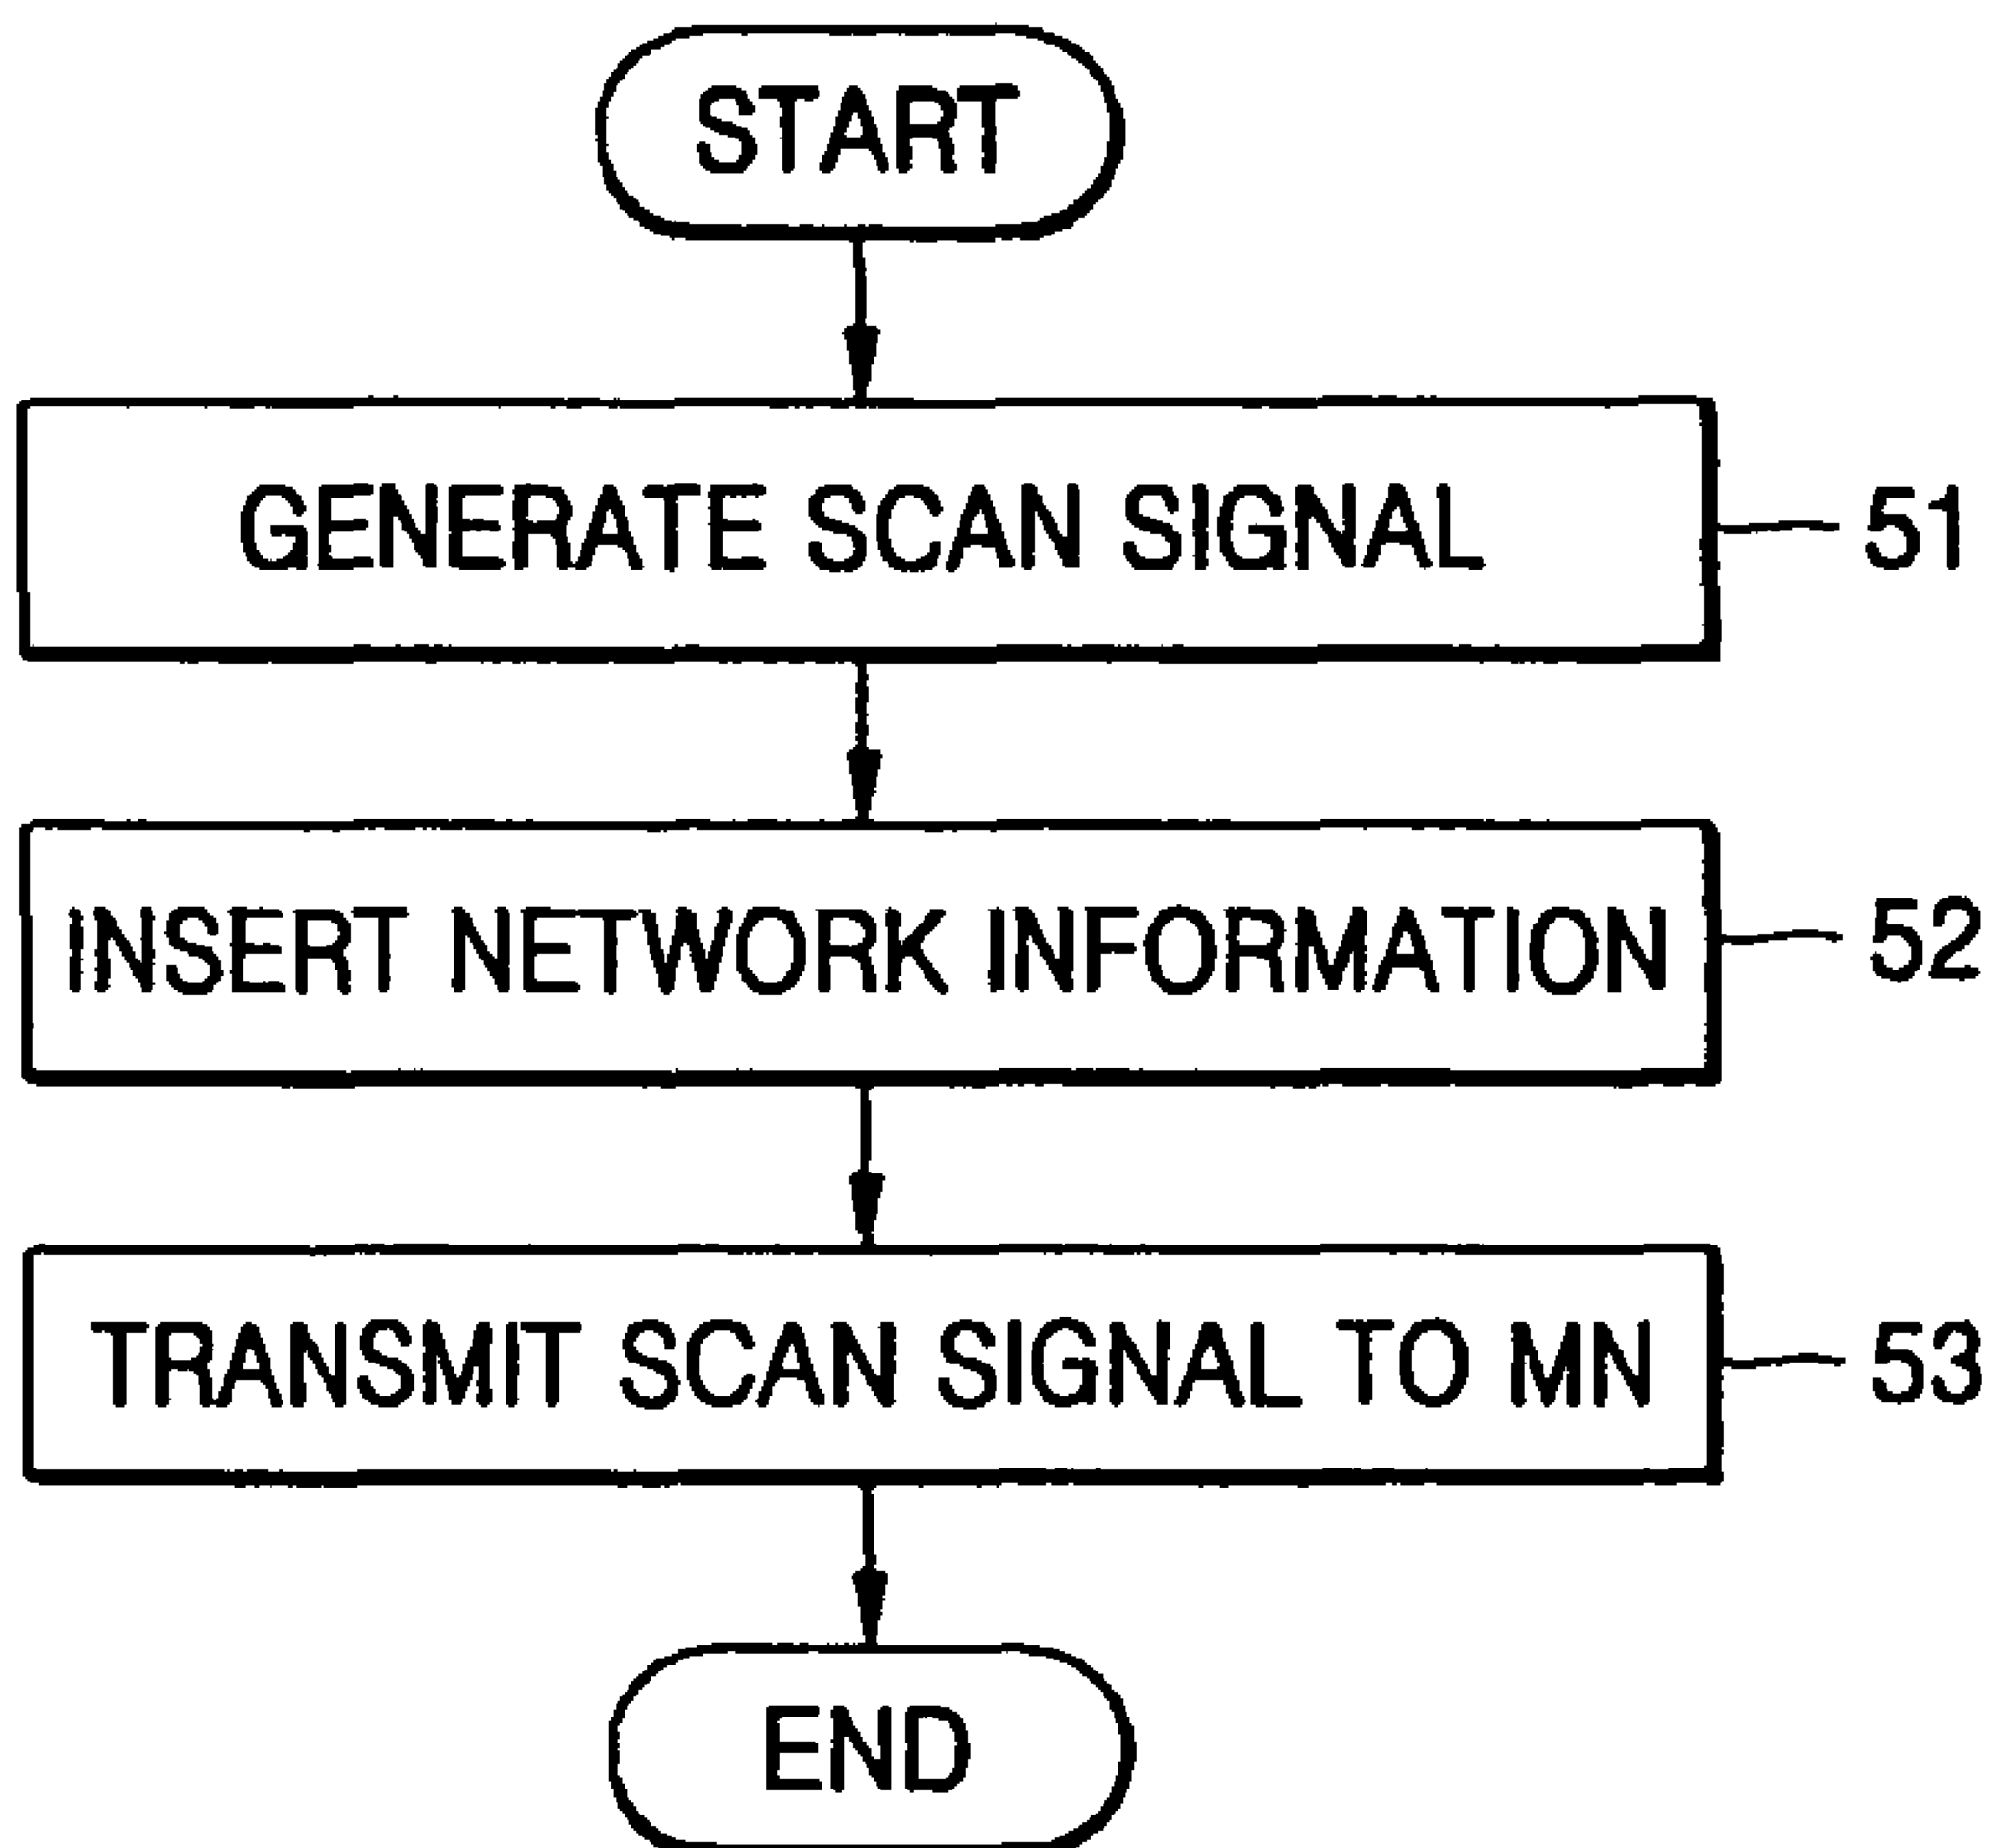 START
GENERATE SCAN SIGNAL 51
INSERT NETWORK INFORMATION 52
TRANSMIT SCAN SIGNAL TO MN 53
END